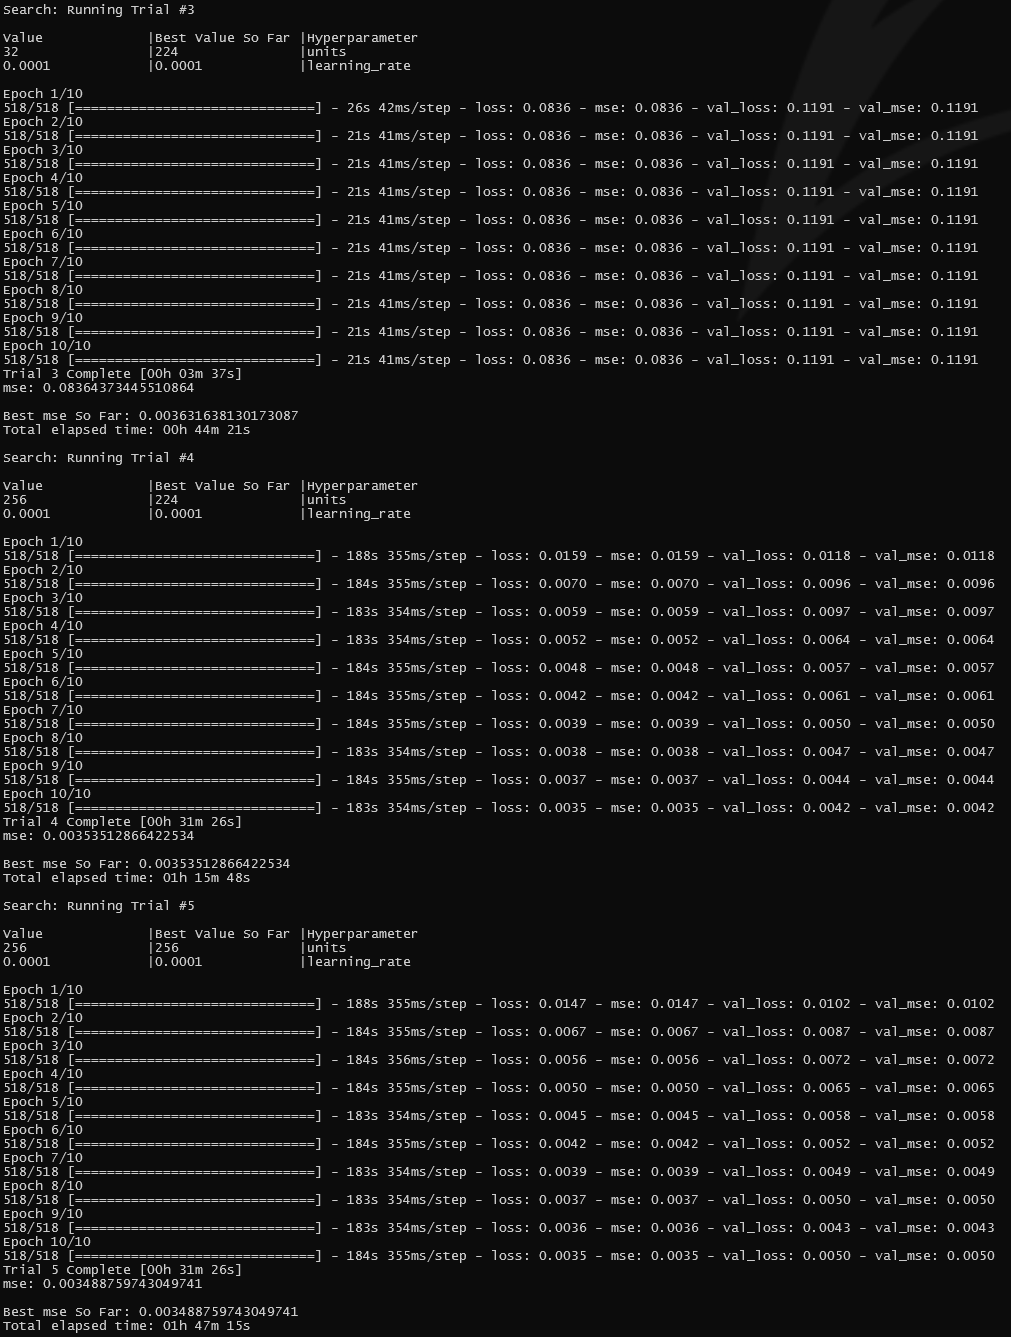 Search: Running Trial #3
Value |Best Value So Far |Hyperparameter
32 |224 |units
0.0001 |0.0001 |learning_rate
Epoch 1/10
518/518 [==============================] - 26s 42ms/step - loss: 0.0836 - mse: 0.0836 - val_loss: 0.1191 - val_mse: 0.1191
Epoch 2/10
518/518 [==============================] - 21s 41ms/step - loss: 0.0836 - mse: 0.0836 - val_loss: 0.1191 - val_mse: 0.1191
Epoch 3/10
518/518 [==============================] - 21s 41ms/step - loss: 0.0836 - mse: 0.0836 - val_loss: 0.1191 - val_mse: 0.1191
Epoch 4/10
518/518 [==============================] - 21s 41ms/step - loss: 0.0836 - mse: 0.0836 - val_loss: 0.1191 - val_mse: 0.1191
Epoch 5/10
518/518 [==============================] - 21s 41ms/step - loss: 0.0836 - mse: 0.0836 - val_loss: 0.1191 - val_mse: 0.1191
Epoch 6/10
518/518 [==============================] - 21s 41ms/step - loss: 0.0836 - mse: 0.0836 - val_loss: 0.1191 - val_mse: 0.1191
Epoch 7/10
518/518 [==============================] - 21s 41ms/step - loss: 0.0836 - mse: 0.0836 - val_loss: 0.1191 - val_mse: 0.1191
Epoch 8/10
518/518 [==============================] - 21s 41ms/step - loss: 0.0836 - mse: 0.0836 - val_loss: 0.1191 - val_mse: 0.1191
Epoch 9/10
518/518 [==============================] - 21s 41ms/step - loss: 0.0836 - mse: 0.0836 - val_loss: 0.1191 - val_mse: 0.1191
Epoch 10/10
518/518 [==============================] - 21s 41ms/step - loss: 0.0836 - mse: 0.0836 - val_loss: 0.1191 - val_mse: 0.1191
Trial 3 Complete [00h 03m 37s]
mse: 0.08364373445510864
Best mse So Far: 0.003631638130173087
Total elapsed time: 00h 44m 21s
Search: Running Trial #4
Value |Best Value So Far |Hyperparameter
256 |224 |units
0.0001 |0.0001 |learning_rate
Epoch 1/10
518/518 [==============================] - 188s 355ms/step - loss: 0.0159 - mse: 0.0159 - val_loss: 0.0118 - val_mse: 0.0118
Epoch 2/10
518/518 [==============================] - 184s 355ms/step - loss: 0.0070 - mse: 0.0070 - val_loss: 0.0096 - val_mse: 0.0096
Epoch 3/10
518/518 [==============================] - 183s 354ms/step - loss: 0.0059 - mse: 0.0059 - val_loss: 0.0097 - val_mse: 0.0097
Epoch 4/10
518/518 [==============================] - 183s 354ms/step - loss: 0.0052 - mse: 0.0052 - val_loss: 0.0064 - val_mse: 0.0064
Epoch 5/10
518/518 [==============================] - 184s 355ms/step - loss: 0.0048 - mse: 0.0048 - val_loss: 0.0057 - val_mse: 0.0057
Epoch 6/10
518/518 [==============================] - 184s 355ms/step - loss: 0.0042 - mse: 0.0042 - val_loss: 0.0061 - val_mse: 0.0061
Epoch 7/10
518/518 [==============================] - 184s 355ms/step - loss: 0.0039 - mse: 0.0039 - val_loss: 0.0050 - val_mse: 0.0050
Epoch 8/10
518/518 [==============================] - 183s 354ms/step - loss: 0.0038 - mse: 0.0038 - val_loss: 0.0047 - val_mse: 0.0047
Epoch 9/10
518/518 [==============================] - 184s 355ms/step - loss: 0.0037 - mse: 0.0037 - val_loss: 0.0044 - val_mse: 0.0044
Epoch 10/10
518/518 [==============================] - 183s 354ms/step - loss: 0.0035 - mse: 0.0035 - val_loss: 0.0042 - val_mse: 0.0042
Trial 4 Complete [00h 31m 26s]
mse: 0.00353512866422534
Best mse So Far: 0.00353512866422534
Total elapsed time: 01h 15m 48s
Search: Running Trial #5
Value |Best Value So Far |Hyperparameter
256 |256 |units
0.0001 |0.0001 |learning_rate
Epoch 1/10
518/518 [==============================] - 188s 355ms/step - loss: 0.0147 - mse: 0.0147 - val_loss: 0.0102 - val_mse: 0.0102
Epoch 2/10
518/518 [==============================] - 184s 355ms/step - loss: 0.0067 - mse: 0.0067 - val_loss: 0.0087 - val_mse: 0.0087
Epoch 3/10
518/518 [==============================] - 184s 356ms/step - loss: 0.0056 - mse: 0.0056 - val_loss: 0.0072 - val_mse: 0.0072
Epoch 4/10
518/518 [==============================] - 184s 355ms/step - loss: 0.0050 - mse: 0.0050 - val_loss: 0.0065 - val_mse: 0.0065
Epoch 5/10
518/518 [==============================] - 183s 354ms/step - loss: 0.0045 - mse: 0.0045 - val_loss: 0.0058 - val_mse: 0.0058
Epoch 6/10
518/518 [==============================] - 184s 355ms/step - loss: 0.0042 - mse: 0.0042 - val_loss: 0.0052 - val_mse: 0.0052
Epoch 7/10
518/518 [==============================] - 183s 354ms/step - loss: 0.0039 - mse: 0.0039 - val_loss: 0.0049 - val_mse: 0.0049
Epoch 8/10
518/518 [==============================] - 183s 354ms/step - loss: 0.0037 - mse: 0.0037 - val_loss: 0.0050 - val_mse: 0.0050
Epoch 9/10
518/518 [==============================] - 183s 354ms/step - loss: 0.0036 - mse: 0.0036 - val_loss: 0.0043 - val_mse: 0.0043
Epoch 10/10
518/518 [==============================] - 184s 355ms/step - loss: 0.0035 - mse: 0.0035 - val_loss: 0.0050 - val_mse: 0.0050
Trial 5 Complete [00h 31m 26s]
mse: 0.003488759743049741
Best mse So Far: 0.003488759743049741
Total elapsed time: 01h 47m 15s